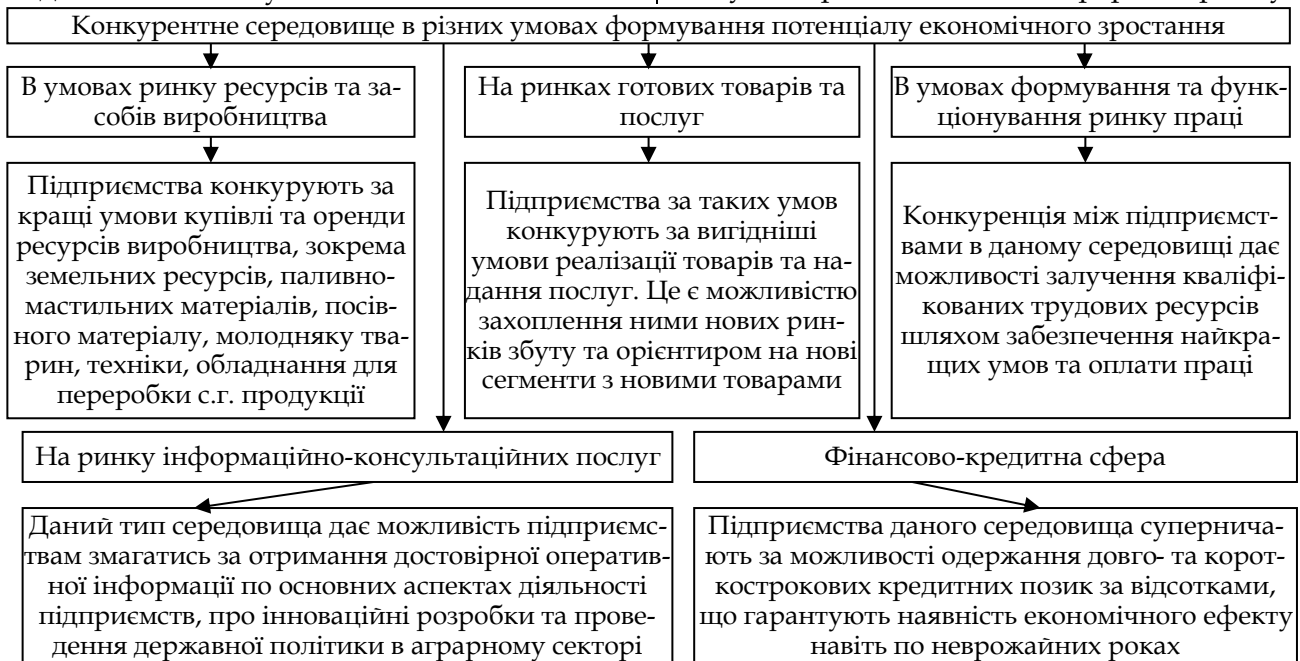 Конкурентне середовище в різних умовах формування потенціалу економічного зростання
В умовах ринку ресурсів та за-
собів виробництва
На ринках готових товарів та
послуг
В умовах формування та функ-
ціонування ринку праці
Підприємства конкурують за
кращі умови купівлі та оренди
ресурсів виробництва, зокрема
земельних ресурсів, паливно-
мастильних матеріалів, посів-
ного матеріалу, молодняку тва-
рин, техніки, обладнання для
переробки с.г. продукції
Підприємства за таких умов
конкурують за вигідніші
умови реалізації товарів та на-
дання послуг. Це є можливістю
захоплення ними нових рин-
ків збуту та орієнтиром на нові
сегменти з новими товарами
Конкуренція між підприємст-
вами в даному середовищі дає
можливості залучення кваліфі-
кованих трудових ресурсів
шляхом забезпечення найкра-
щих умов та оплати праці
На ринку інформаційно-консультаційних послуг
Фінансово-кредитна сфера
Даний тип середовища дає можливість підприємс-
твам змагатись за отримання достовірної оператив-
ної інформації по основних аспектах діяльності
підприємств, про інноваційні розробки та прове-
дення державної політики в аграрному секторі
Підприємства даного середовища суперничa-
ють за можливості одержання довго- та корот-
кострокових кредитних позик за відсотками,
що гарантують наявність економічного ефекту
навіть по неврожайних роках